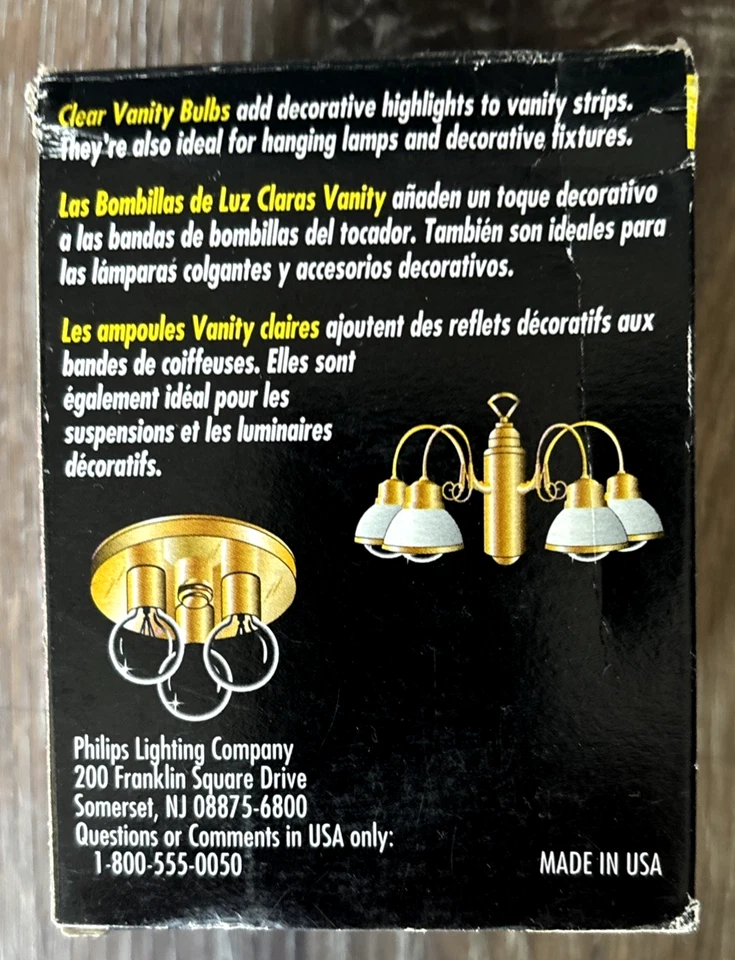 Clear Vanity Bulbs add decorative highlights to vanity strips.
They're also ideal for hanging lamps and decorative fixtures.
Las Bombillas de Luz Claras Vanity añaden un toque decorativo
a las bandas de bombillas del tocador. También son ideales para
las lámparas colgantes y accesorios decorativos.
Les ampoules Vanity claires ajoutent des reflets décoratifs aux
bandes de coiffeuses. Elles sont
également idéal pour les
suspensions et les luminaires
décoratifs.
Philips Lighting Company
200 Franklin Square Drive
Somerset, NJ 08875-6800
Questions or Comments in USA only:
1-800-555-0050
MADE IN USA